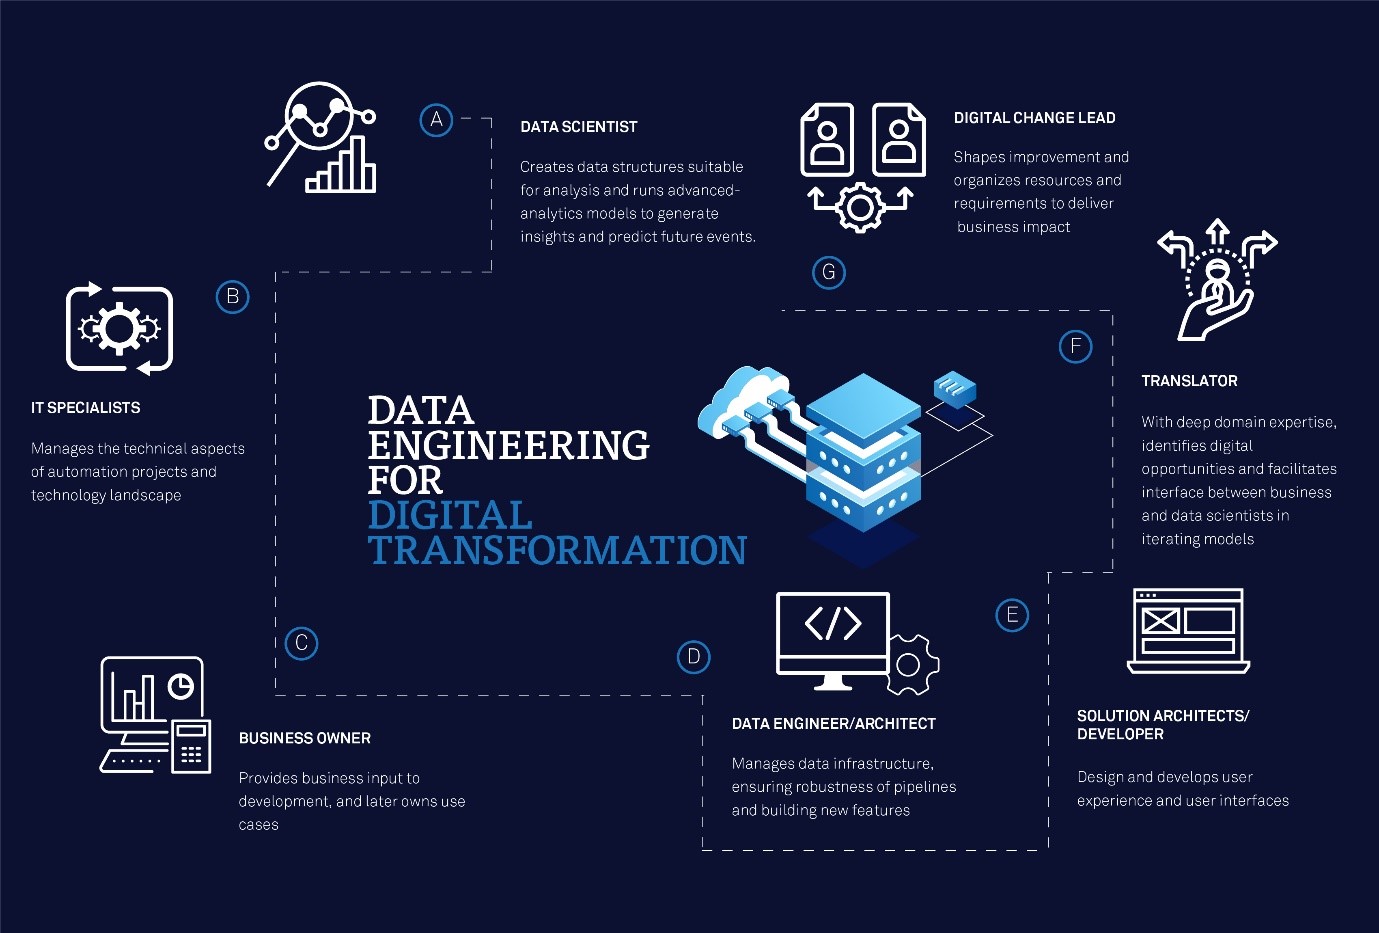 A
DATA SCIENTIST
Creates data structures suitable
for analysis and runs advanced-
analytics models to generate
insights and predict future events.
B
IT SPECIALISTS
Manages the technical aspects
of automation projects and
technology landscape
C
BUSINESS OWNER
Provides business input to
development, and later owns use
cases
DATA
ENGINEERING
FOR
DIGITAL
TRANSFORMATION
D
DATA ENGINEER/ARCHITECT
Manages data infrastructure,
ensuring robustness of pipelines
and building new features
E
SOLUTION ARCHITECTS/
DEVELOPER
Design and develops user
experience and user interfaces
F
TRANSLATOR
With deep domain expertise,
identifies digital
opportunities and facilitates
interface between business
and data scientists in
iterating models
G
DIGITAL CHANGE LEAD
Shapes improvement and
organizes resources and
requirements to deliver
business impact